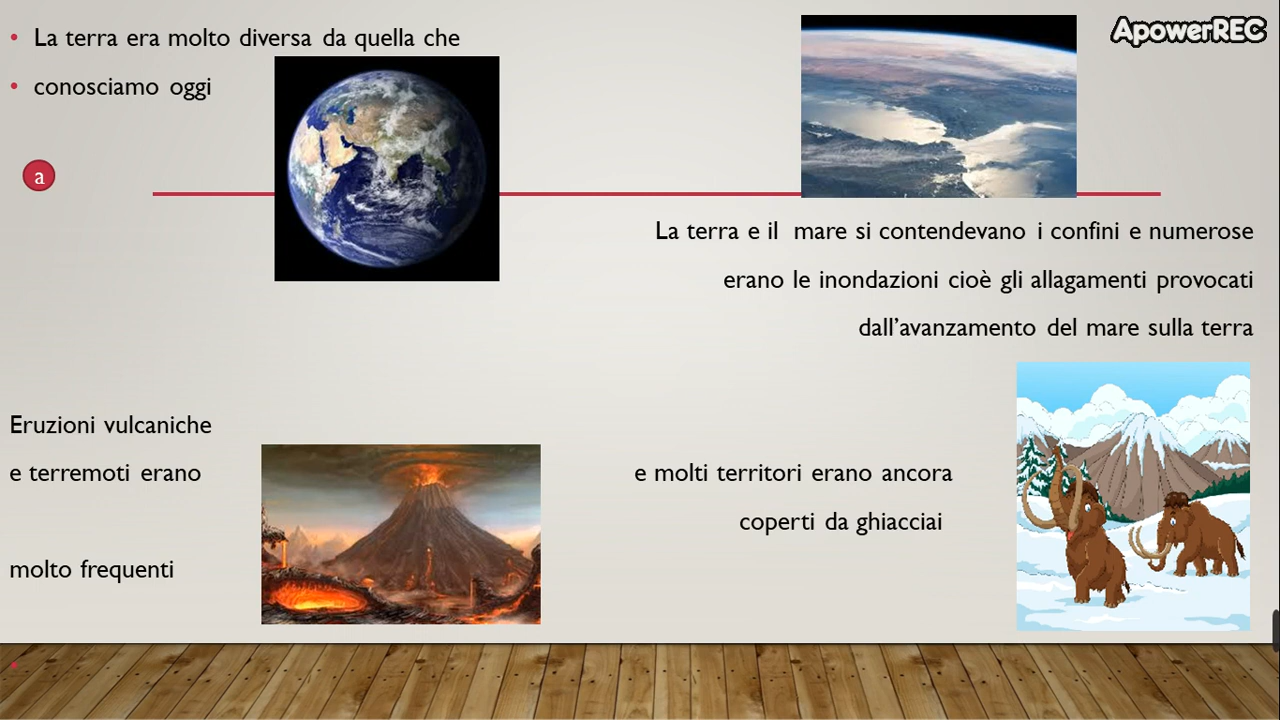 La terra era molto diversa da quella che
conosciamo oggi
ApowerREC
a
La terra e il mare si contendevano i confini e numerose
erano le inondazioni cioè gli allagamenti provocati
dall’avanzamento del mare sulla terra
Eruzioni vulcaniche
e terremoti erano
molto frequenti
e molti territori erano ancora
coperti da ghiacciai